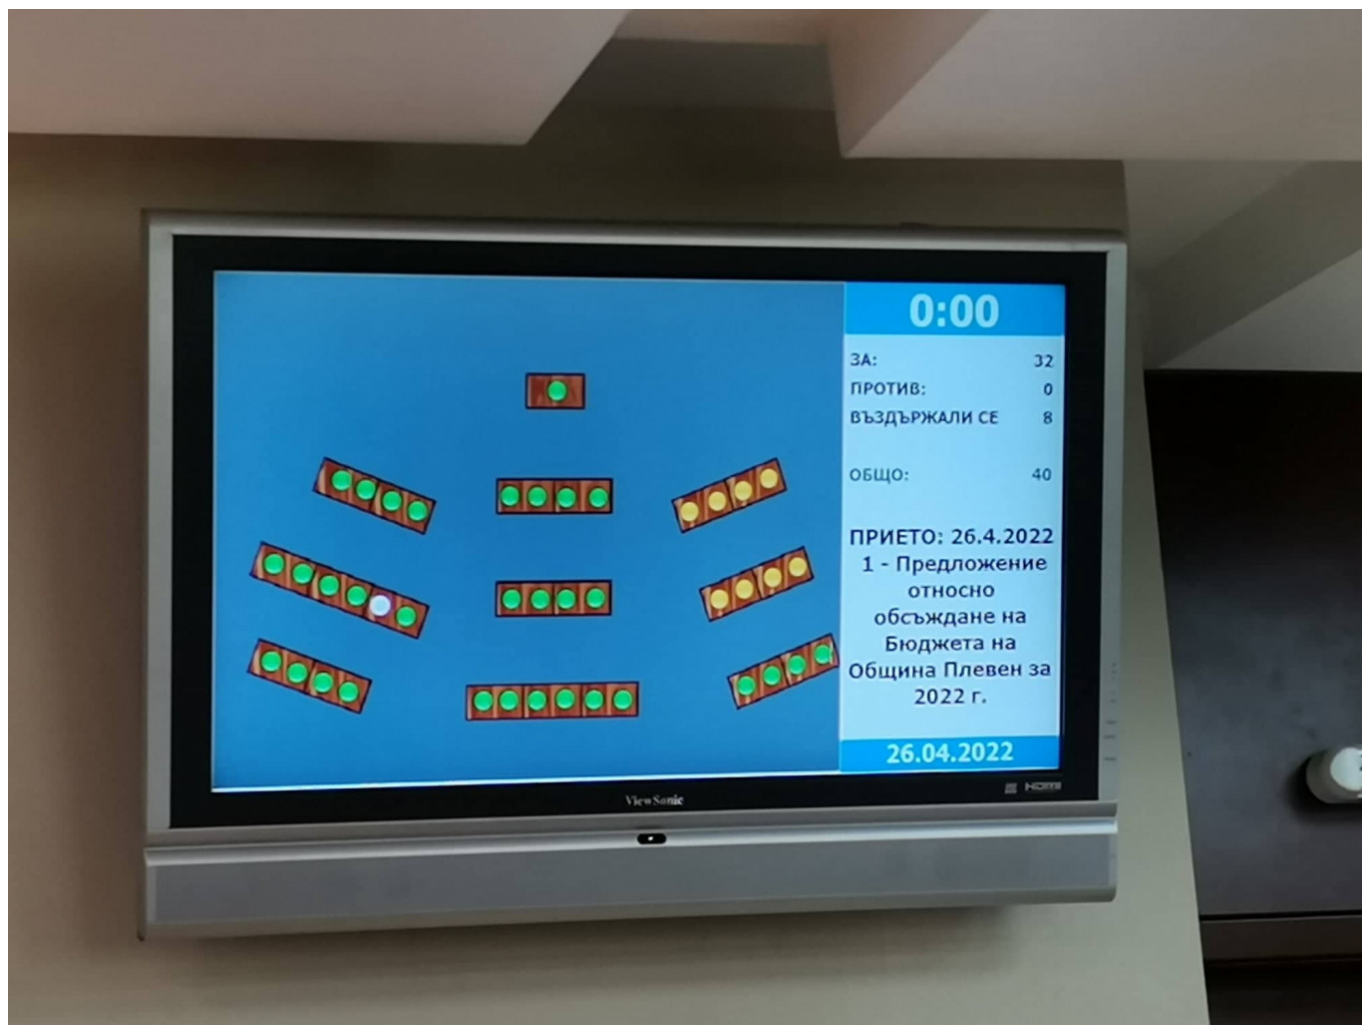 0:00
ЗА: 32
ПРОТИВ: 0
ВЪЗДЪРЖАЛИ СЕ 8
ОБЩО: 40
ПРИЕТО: 26.4.2022
1 - Предложение
относно
обсъждане на
Бюджета на
Община Плевен за
2022 г.
26.04.2022
ViewSonic
HDMI